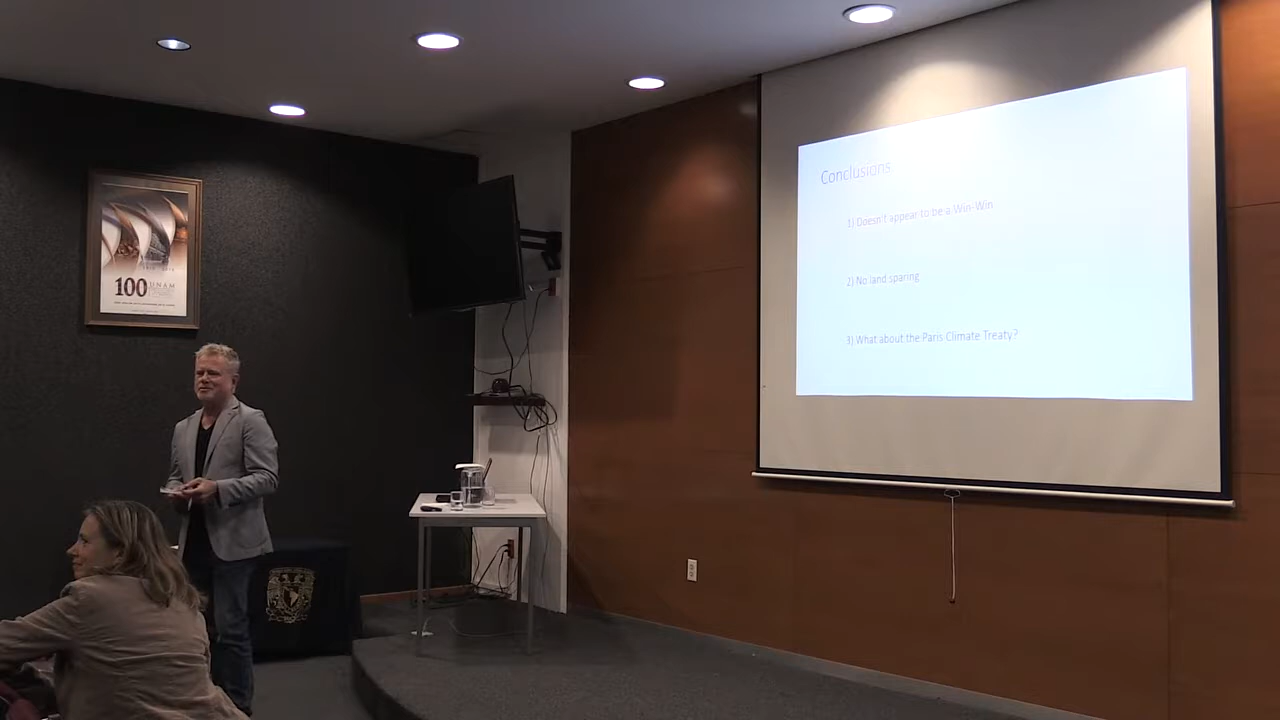 Conclusions
1) Doesn't appear to be a Win-Win
2) No land sparing
3) What about the Paris Climate Treaty?
100 UNAM